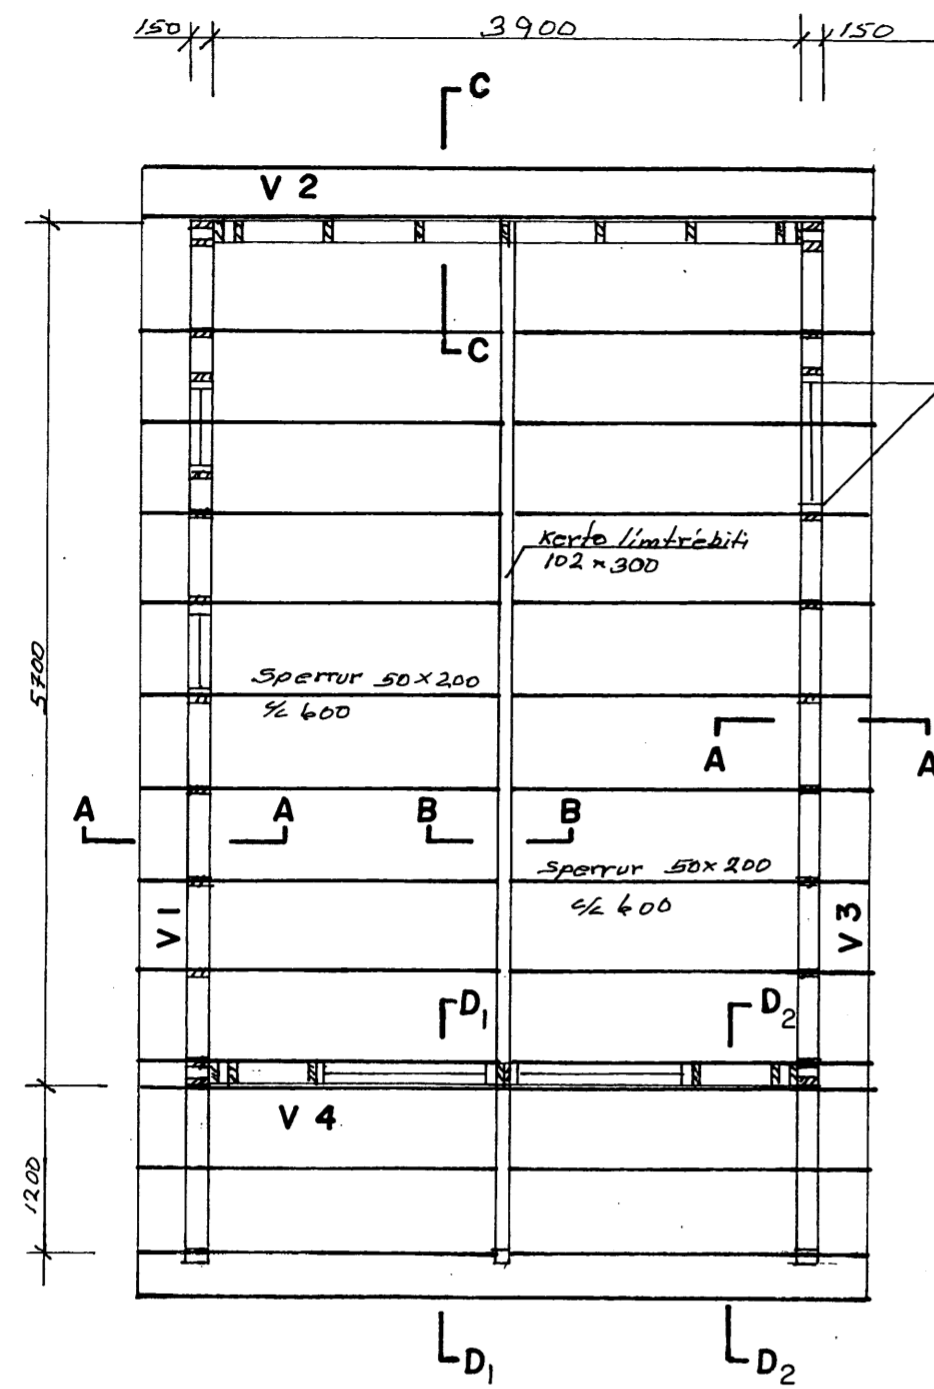 150
3900
150
C
V 2
C
5700
Kerto límtrébiti
102 x 300
Sperrur 50 x 200
c/c 600
A
A
A
A
B
B
Sperrur 50 x 200
c/c 600
V 1
V 3
D1
D2
V 4
1200
D1
D2